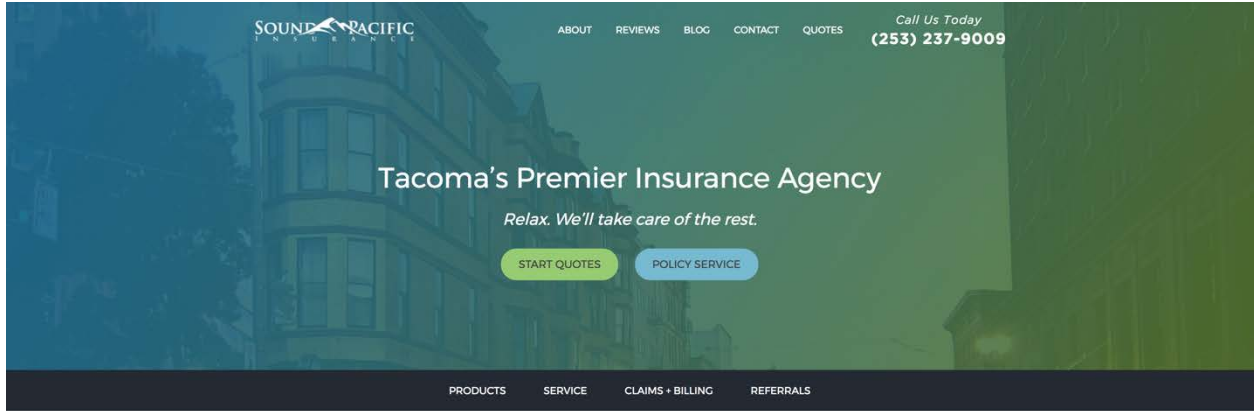 SOUND PACIFIC
INSURANCE
ABOUT REVIEWS BLOG CONTACT QUOTES
Call Us Today
(253) 237-9009
Tacoma's Premier Insurance Agency
Relax. We'll take care of the rest.
START QUOTES POLICY SERVICE
PRODUCTS SERVICE CLAIMS + BILLING REFERRALS